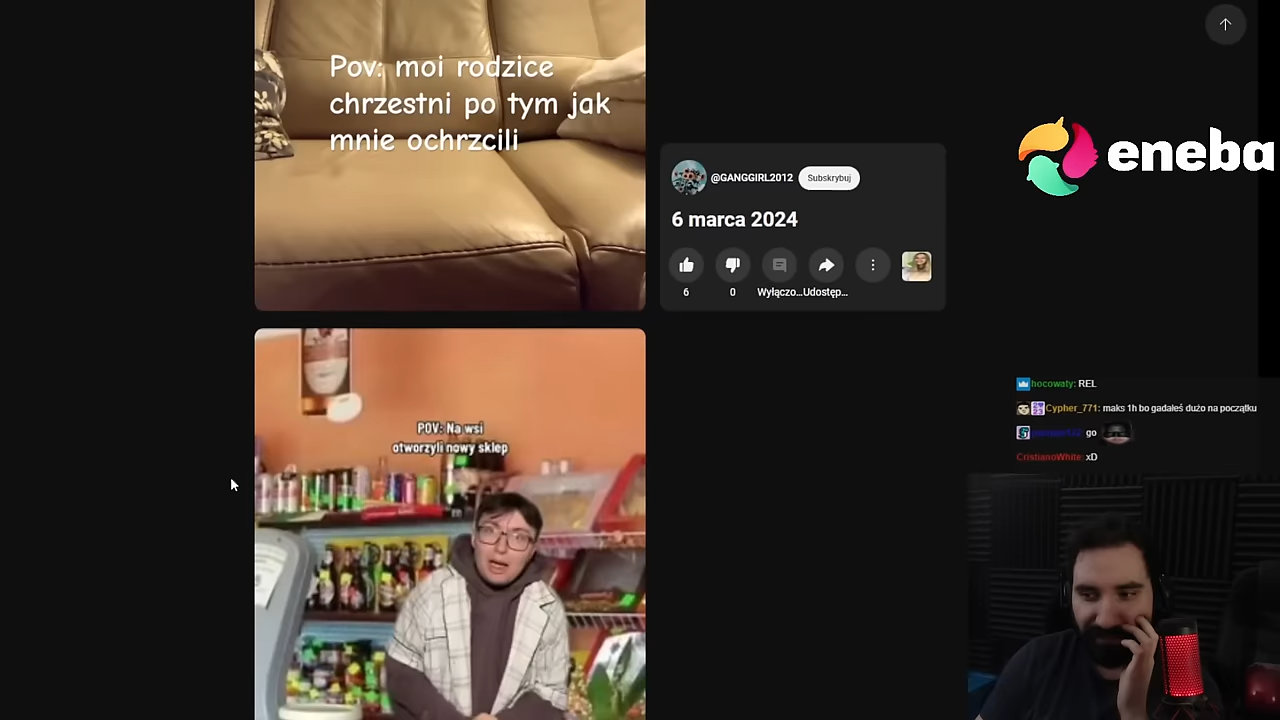 Pov: moi rodzice
chrzestni po tym jak
mnie ochrzcili
@GANGGIRL2012
Subskrybuj
6 marca 2024
6
0
Wyłączo...
Udostęp...
eneba
POV: Na wsi
otworzyli nowy sklep
hocowaty: REL
Cypher_771: maks 1h bo gadałeś dużo na początku
go
CristianoWhite: xD